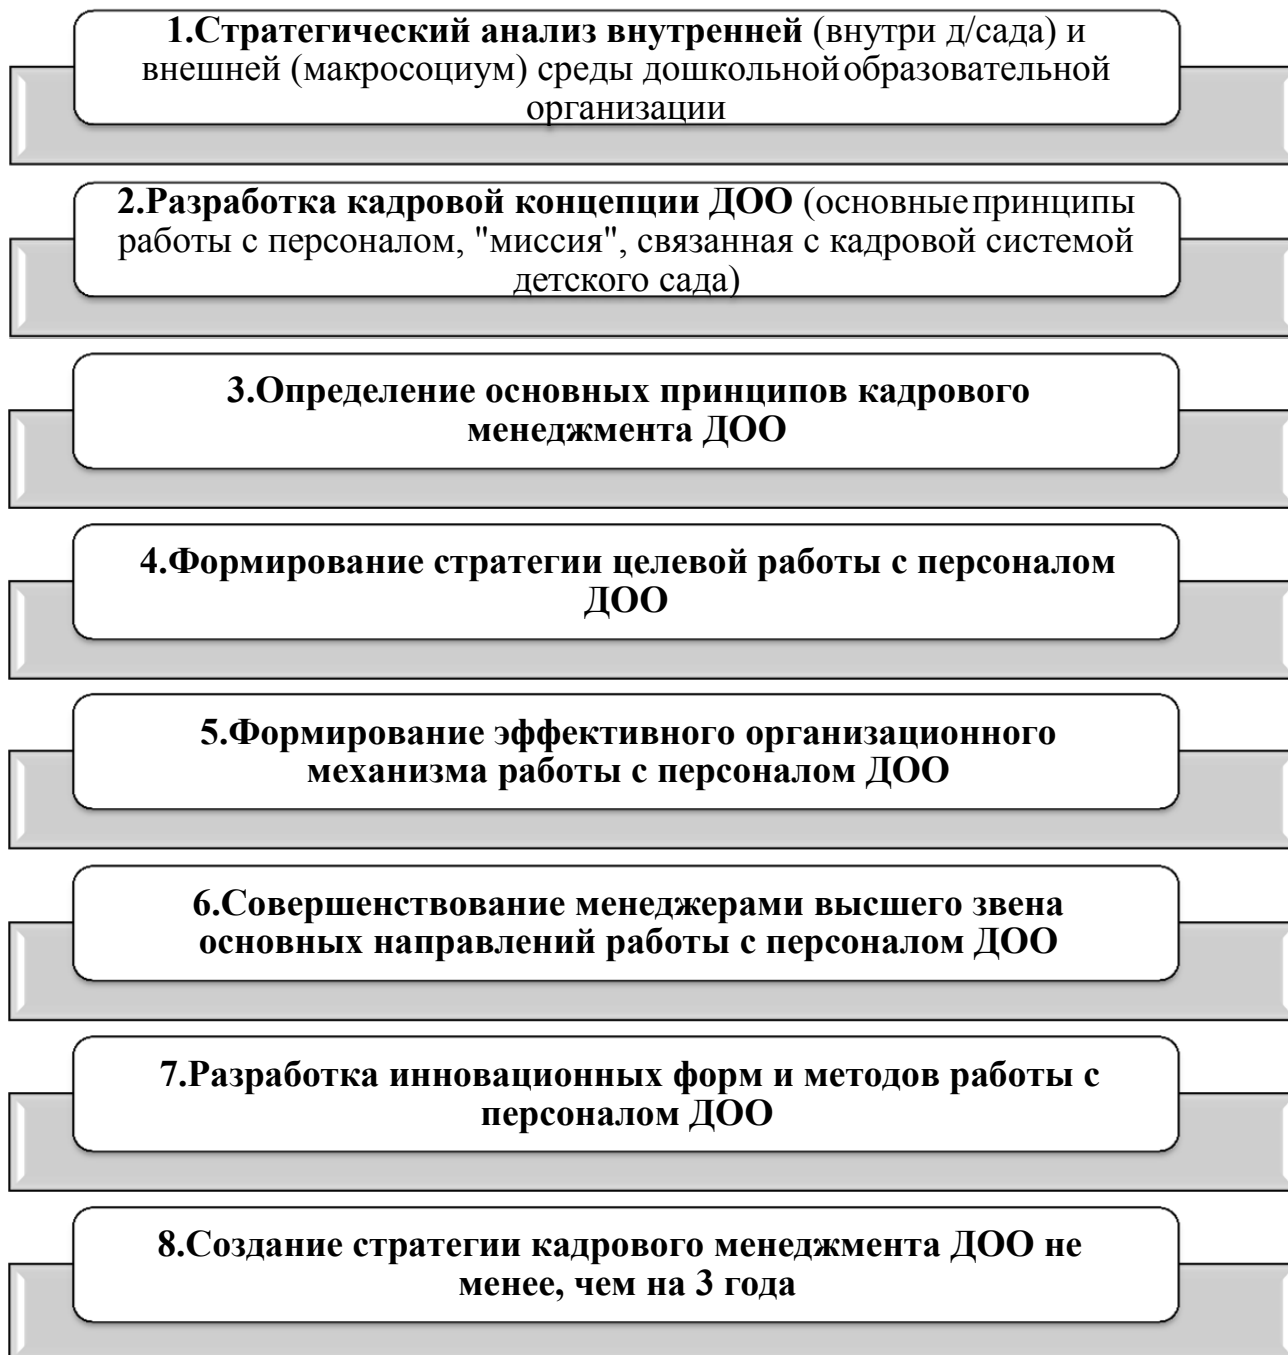 1.Стратегический анализ внутренней (внутри д/сада) и
внешней (макросоциум) среды дошкольной образовательной
организации
2.Разработка кадровой концепции ДОО (основные принципы
работы с персоналом, "миссия", связанная с кадровой системой
детского сада)
3.Определение основных принципов кадрового
менеджмента ДОО
4.Формирование стратегии целевой работы с персоналом
ДОО
5.Формирование эффективного организационного
механизма работы с персоналом ДОО
6.Совершенствование менеджерами высшего звена
основных направлений работы с персоналом ДОО
7.Разработка инновационных форм и методов работы с
персоналом ДОО
8.Создание стратегии кадрового менеджмента ДОО не
менее, чем на 3 года